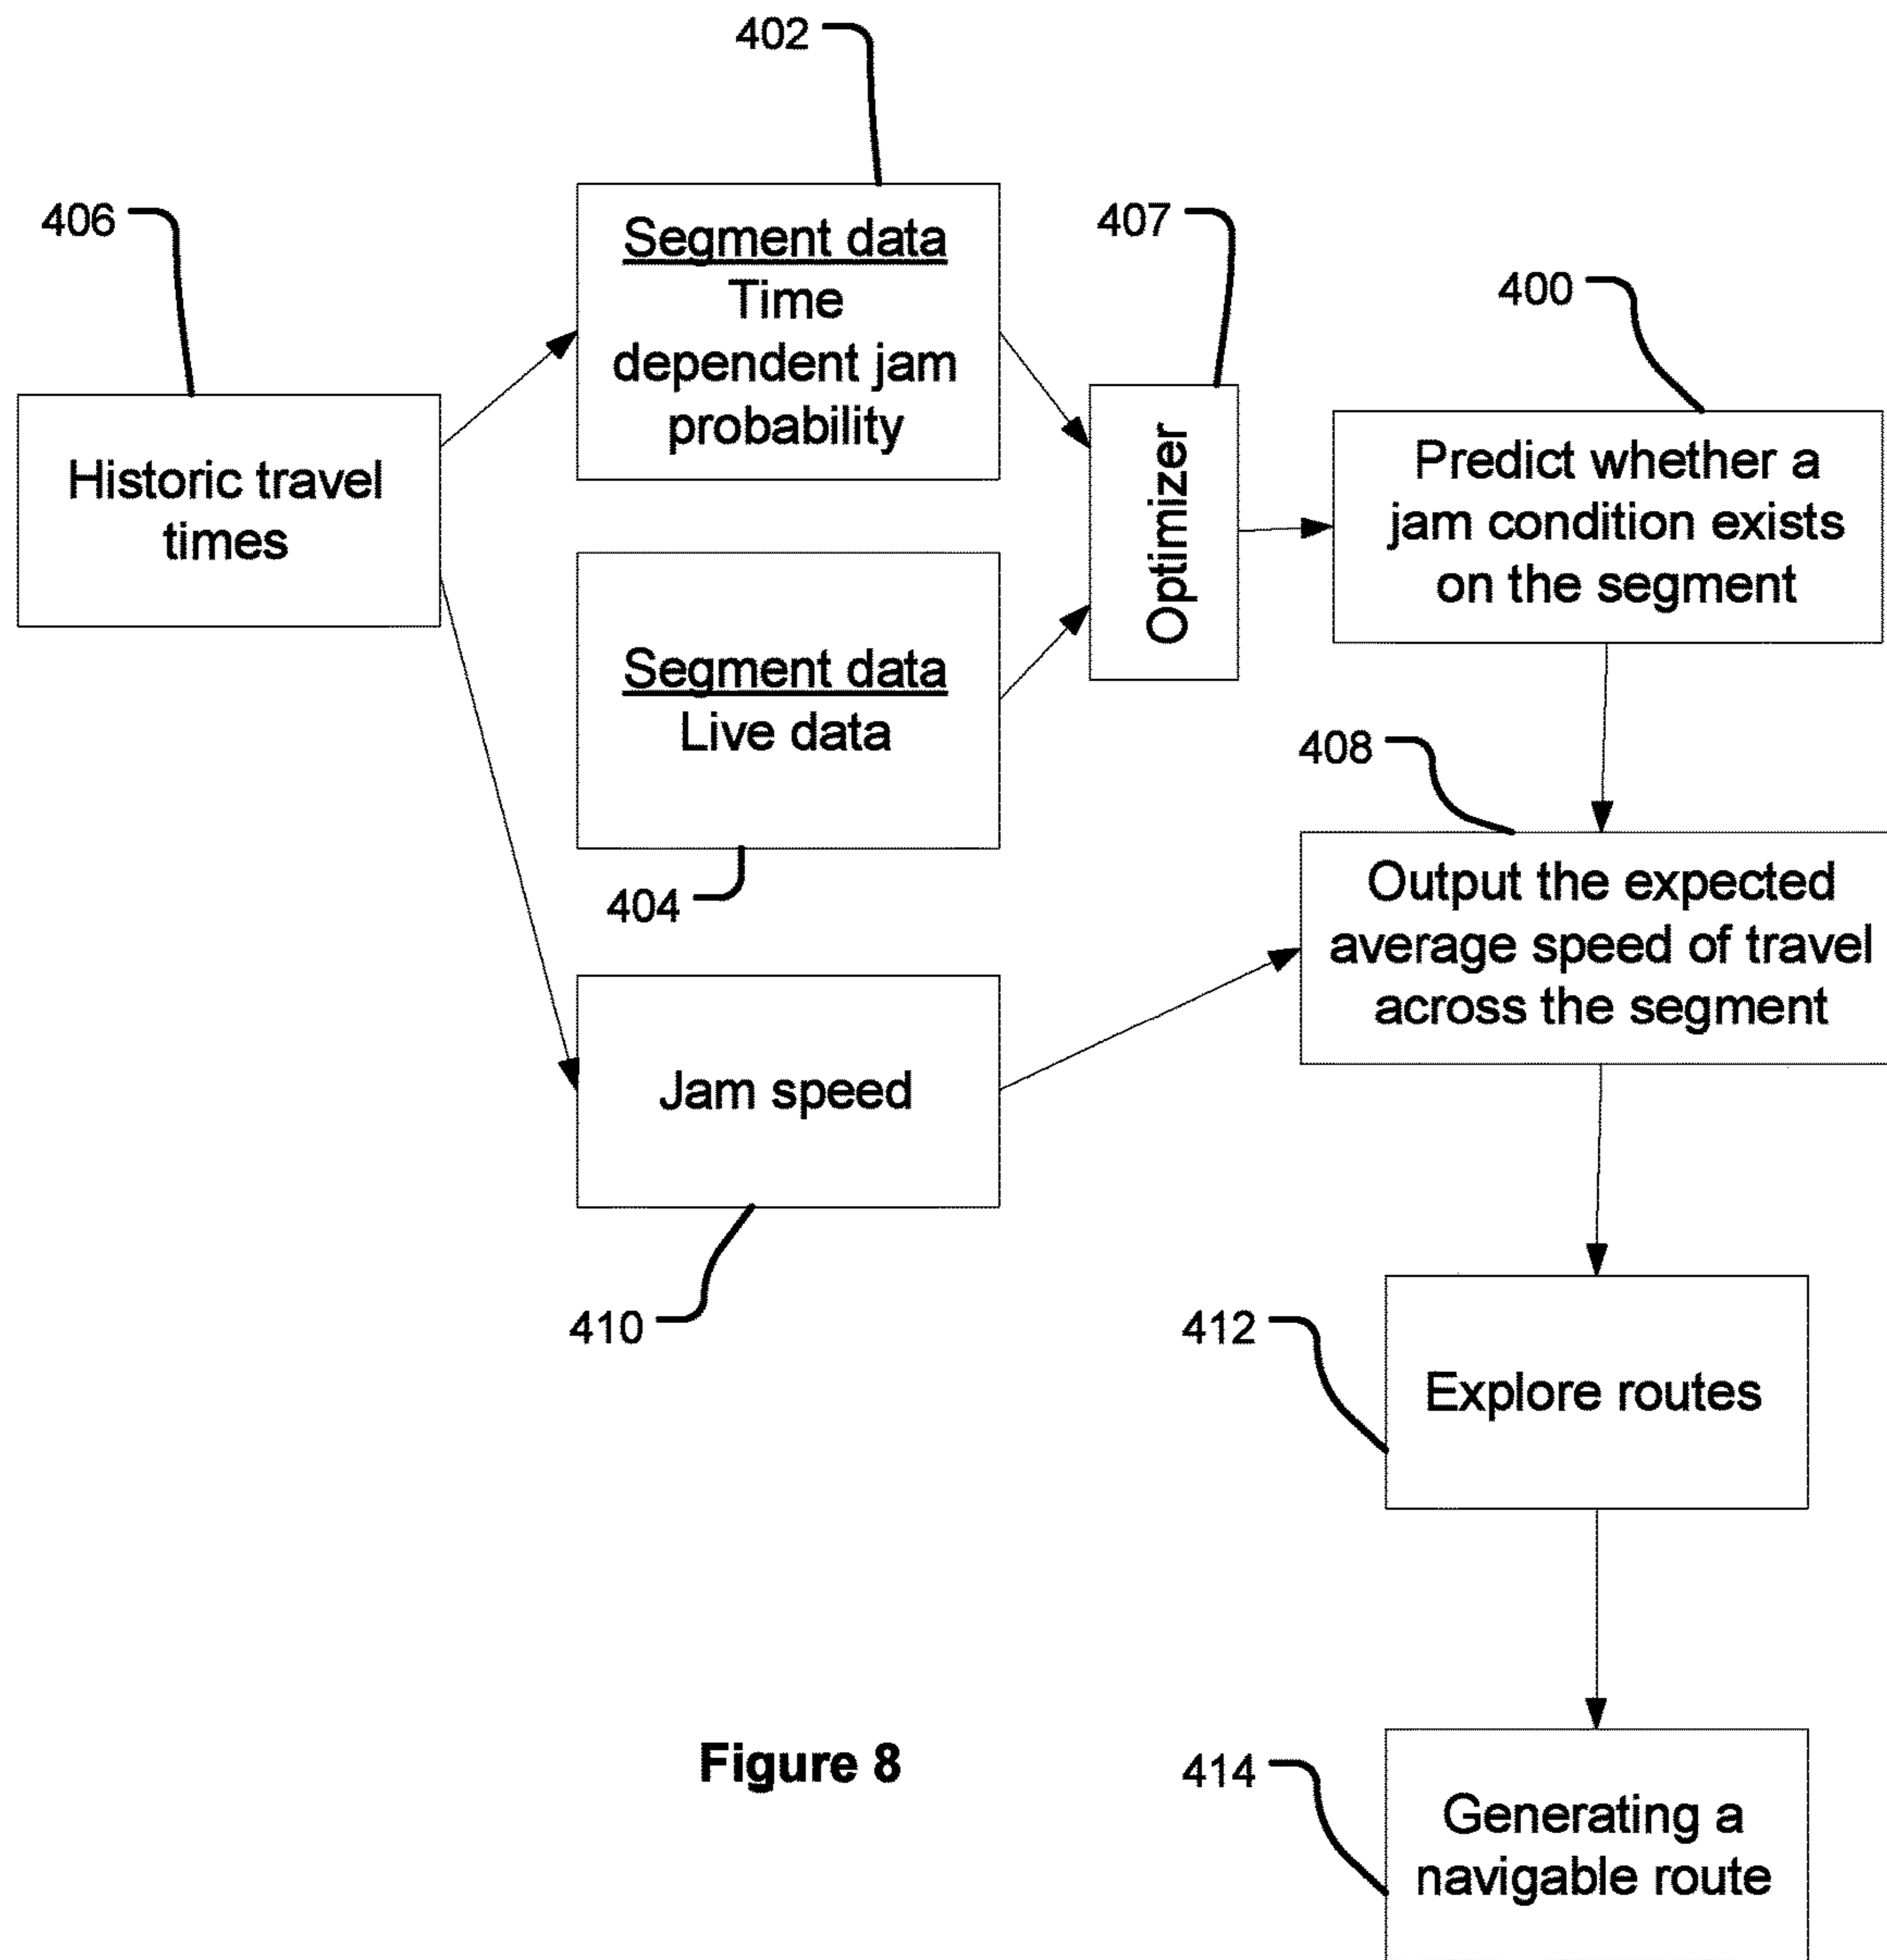 402
406
Segment data
Time
dependent jam
probability
407
400
Historic travel
times
Optimizer
Predict whether a
jam condition exists
on the segment
Segment data
Live data
404
408
Output the expected
average speed of travel
across the segment
Jam speed
410
412
Explore routes
Figure 8
414
Generating a
navigable route